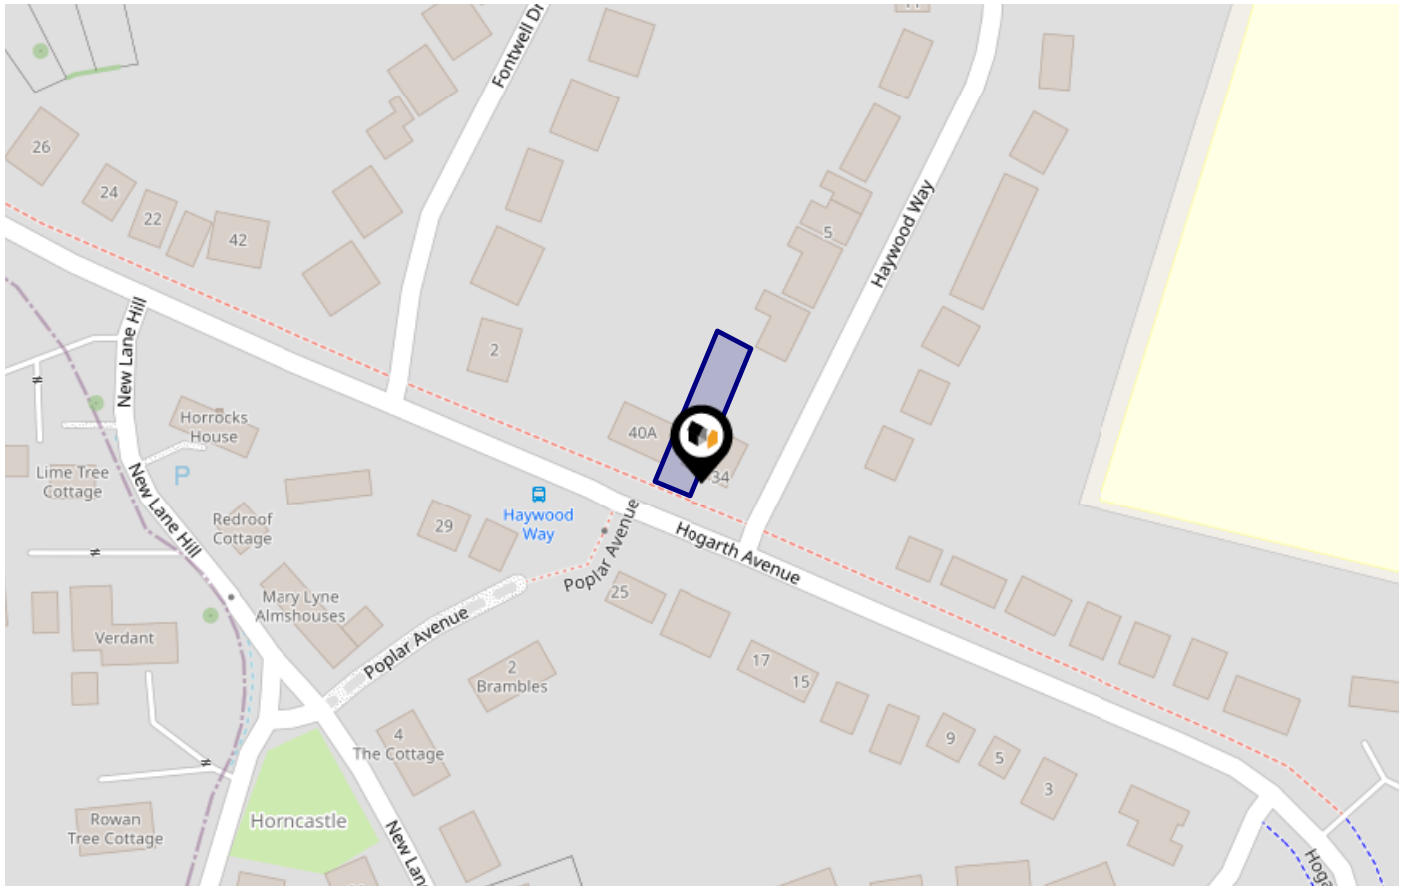 Fontwell Dr
26
24
22
42
5
Haywood Way
New Lane Hill
2
Horrocks
House
40A
34
P
Lime Tree
Cottage
New Lane Hill
Redroof
Cottage
29
Haywood
Way
Poplar Avenue
Hogarth Avenue
Mary Lyne
Almshouses
25
Verdant
Poplar Avenue
2
Brambles
17
15
4
The Cottage
9
5
3
Rowan
Tree Cottage
Horncastle
New Lan
Hoga